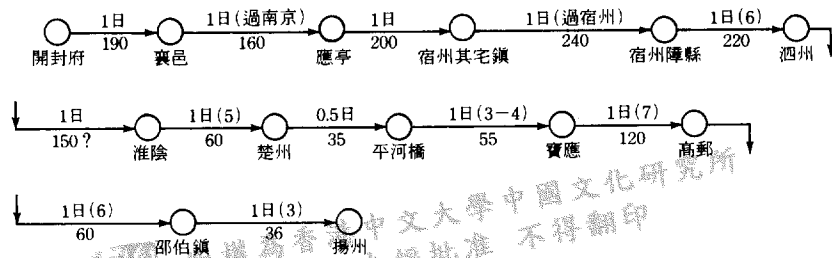 1日 1日(過南京) 1日 1日(過宿州) 1日(6)
190 160 200 240 220
開封府 襄邑 應亭 宿州其宅鎮 宿州障縣 泗州
1日 1日(5) 0.5日 1日(3-4) 1日(7)
150? 60 35 55 120
淮陰 楚州 平河橋 寶應 高郵
1日(6) 1日(3)
60 36
邵伯鎮 揚州
香港中文大學中國文化研究所
批准 不得翻印